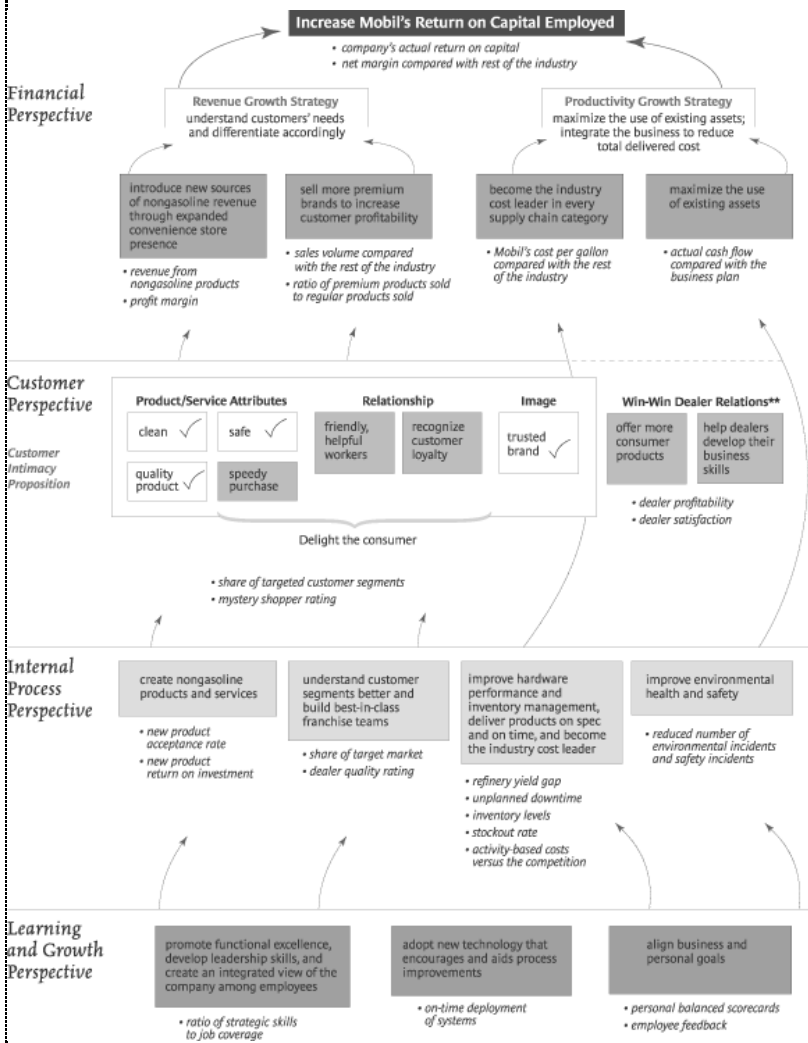 Increase Mobil's Return on Capital Employed
• company's actual return on capital
• net margin compared with rest of the industry
Financial
Perspective
Revenue Growth Strategy
understand customers' needs
and differentiate accordingly
Productivity Growth Strategy
maximize the use of existing assets;
integrate the business to reduce
total delivered cost
introduce new sources
of nongasoline revenue
through expanded
convenience store
presence
• revenue from
nongasoline products
• profit margin
sell more premium
brands to increase
customer profitability
• sales volume compared
with the rest of the industry
• ratio of premium products sold
to regular products sold
become the industry
cost leader in every
supply chain category
• Mobil's cost per gallon
compared with the rest
of the industry
maximize the use
of existing assets
• actual cash flow
compared with the
business plan
Customer
Perspective
Customer
Intimacy
Proposition
Product/Service Attributes
clean
safe
quality
product
speedy
purchase
Relationship
friendly,
helpful
workers
recognize
customer
loyalty
Image
trusted
brand
Delight the consumer
• share of targeted customer segments
• mystery shopper rating
Win-Win Dealer Relations**
offer more
consumer
products
help dealers
develop their
business
skills
• dealer profitability
• dealer satisfaction
Internal
Process
Perspective
create nongasoline
products and services
• new product
acceptance rate
• new product
return on investment
understand customer
segments better and
build best-in-class
franchise teams
• share of target market
• dealer quality rating
improve hardware
performance and
inventory management,
deliver products on spec
and on time, and become
the industry cost leader
• refinery yield gap
• unplanned downtime
• inventory levels
• stockout rate
• activity-based costs
versus the competition
improve environmental
health and safety
• reduced number of
environmental incidents
and safety incidents
Learning
and Growth
Perspective
promote functional excellence,
develop leadership skills, and
create an integrated view of the
company among employees
• ratio of strategic skills
to job coverage
adopt new technology that
encourages and aids process
improvements
• on-time deployment
of systems
align business and
personal goals
• personal balanced scorecards
• employee feedback